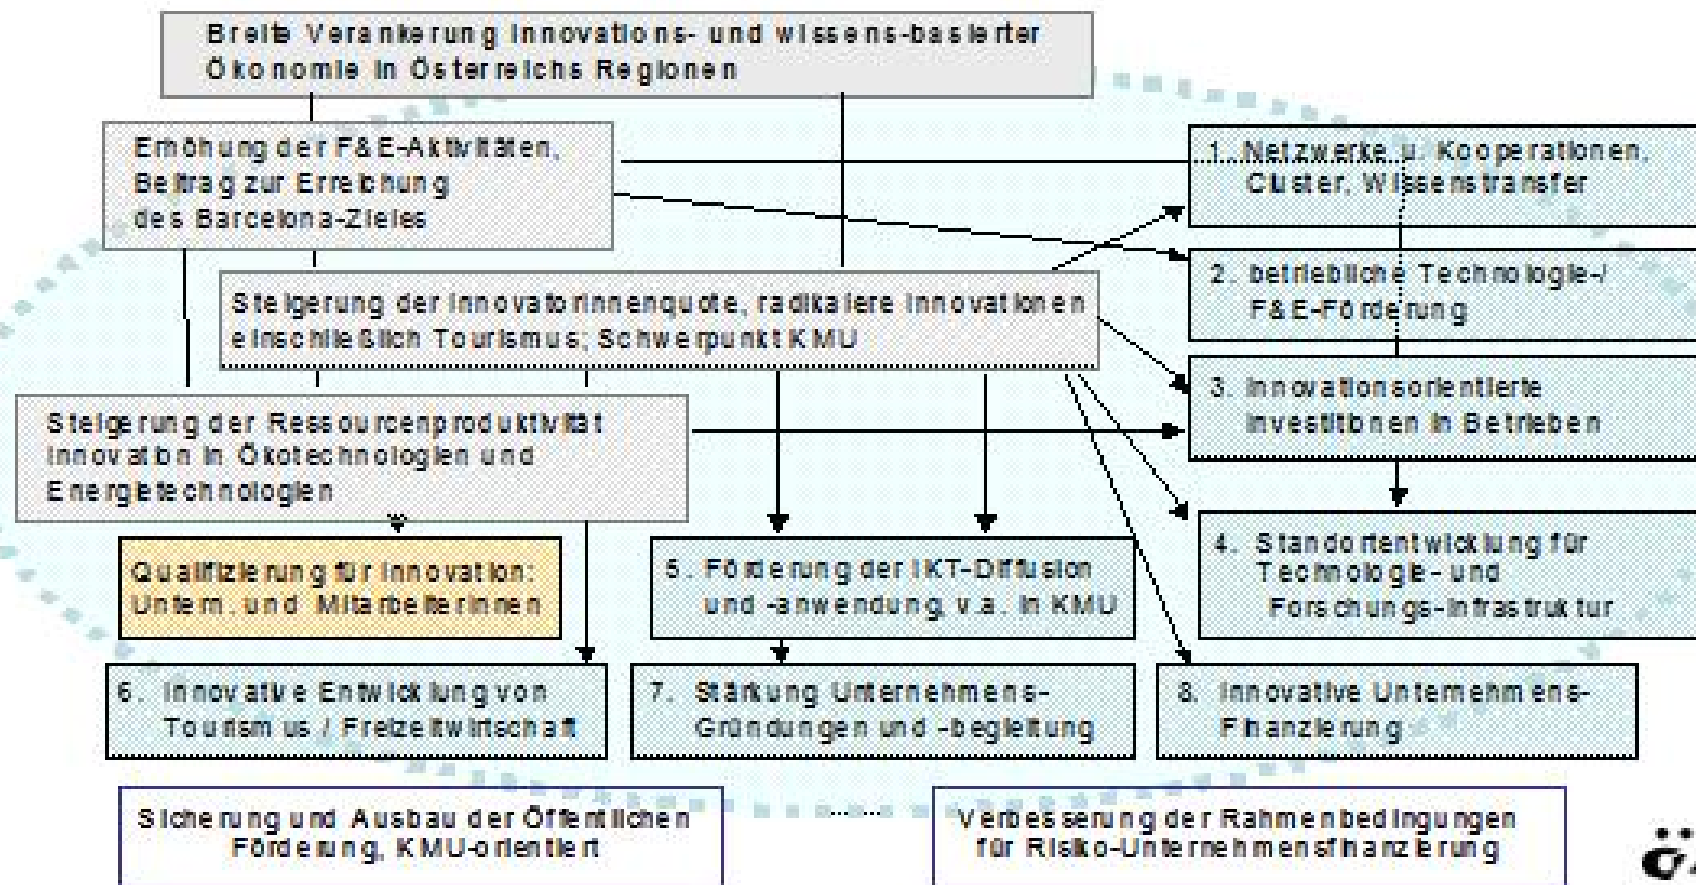 Breite Verankerung innovations- und wissens-basierter
Ökonomie in Österreichs Regionen
Erhöhung der F&E-Aktivitäten,
Beitrag zur Erreichung
des Barcelona-Zieles
1. Netzwerke u. Kooperationen,
Cluster, Wissenstransfer
2. betriebliche Technologie-/
F&E-Förderung
Steigerung der InnovatorInnenquote, radikalere Innovationen
einschließlich Tourismus; Schwerpunkt KMU
3. Innovationsorientierte
Investitionen in Betrieben
Steigerung der Ressourcenproduktivität
Innovation in Ökotechnologien und
Energietechnologien
4. Standortentwicklung für
Technologie- und
Forschungs-Infrastruktur
Qualifizierung für Innovation:
Untern. und MitarbeiterInnen
5. Förderung der IKT-Diffusion
und -anwendung, v.a. in KMU
6. Innovative Entwicklung von
Tourismus / Freizeitwirtschaft
7. Stärkung Unternehmens-
Gründungen und -begleitung
8. Innovative Unternehmens-
Finanzierung
Sicherung und Ausbau der Öffentlichen
Förderung, KMU-orientiert
Verbesserung der Rahmenbedingungen
für Risiko-Unternehmensfinanzierung